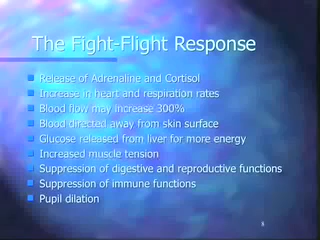 The Fight-Flight Response
Release of Adrenaline and Cortisol
Increase in heart and respiration rates
Blood flow may increase 300%
Blood directed away from skin surface
Glucose released from liver for more energy
Increased muscle tension
Suppression of digestive and reproductive functions
Suppression of immune functions
Pupil dilation
8